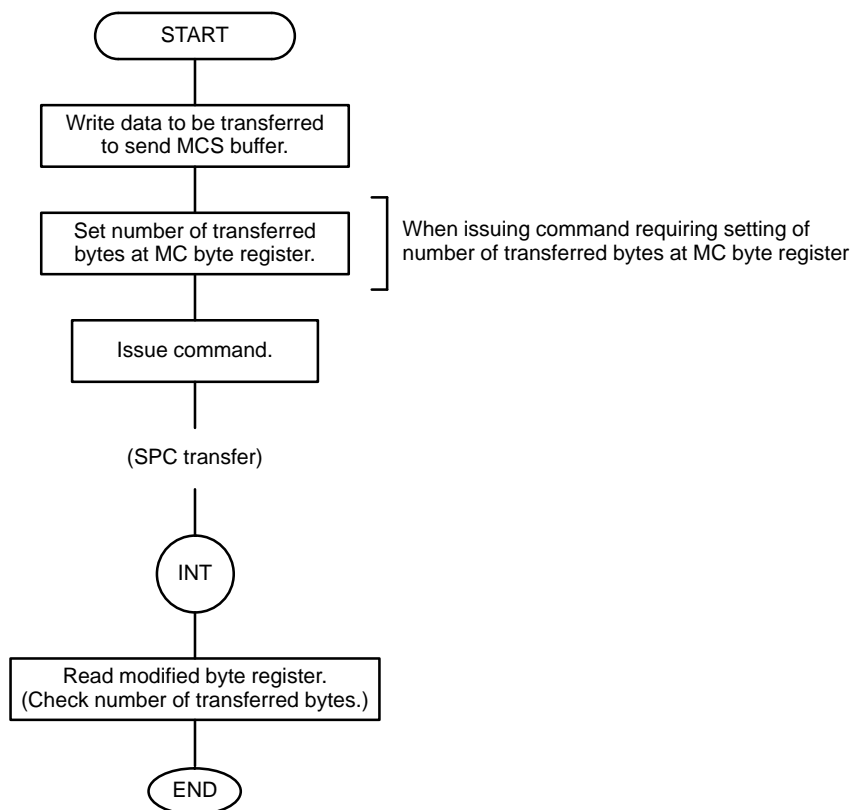 START
Write data to be transferred
to send MCS buffer.
Set number of transferred
bytes at MC byte register.
When issuing command requiring setting of
number of transferred bytes at MC byte register
Issue command.
(SPC transfer)
INT
Read modified byte register.
(Check number of transferred bytes.)
END